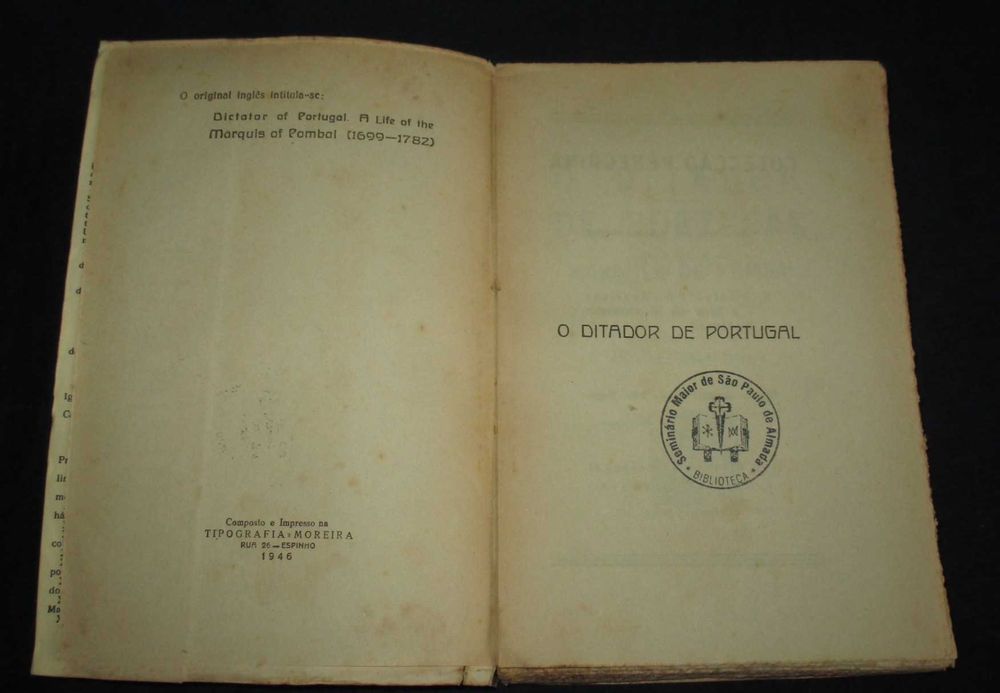 O original inglês intitula-se:
Dictator of Portugal. A Life of the
Marquis of Pombal (1699—1782)
Composto e Impresso na
TIPOGRAFIA MOREIRA
RUA 26—ESPINHO
1946
O DITADOR DE PORTUGAL
Seminário Maior de São Paulo de Almada
BIBLIOTECA